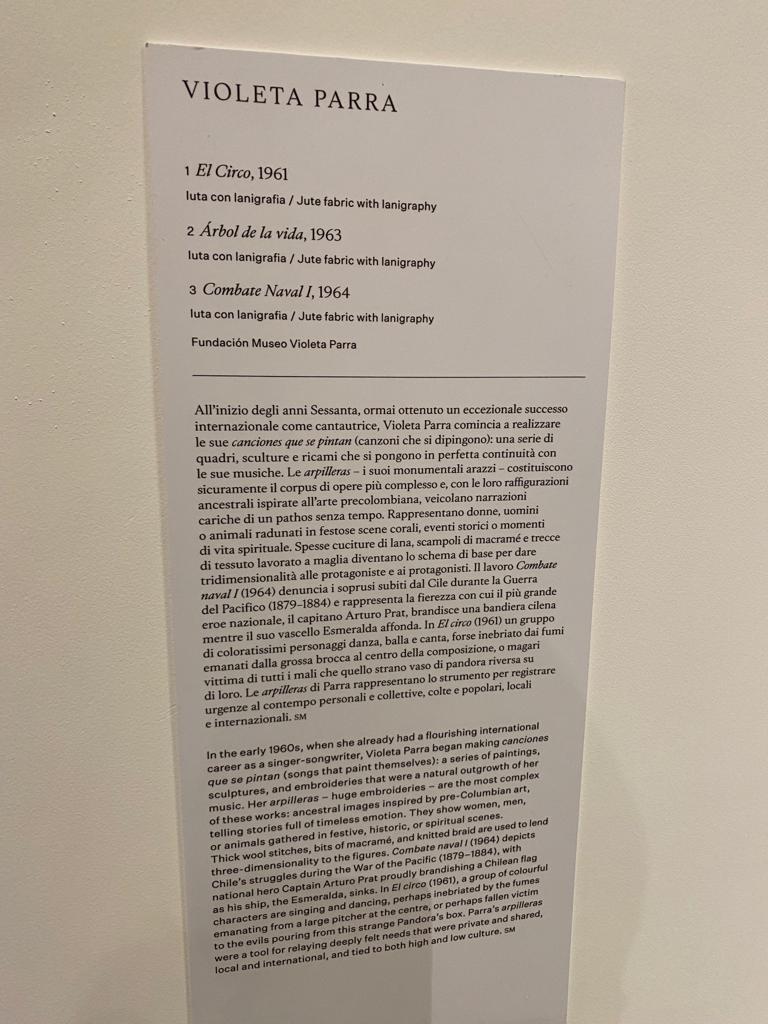 VIOLETA PARRA
1 El Circo, 1961
Iuta con lanigrafia / Jute fabric with lanigraphy
2 Árbol de la vida, 1963
Iuta con lanigrafia / Jute fabric with lanigraphy
3 Combate Naval I, 1964
Iuta con lanigrafia / Jute fabric with lanigraphy
Fundación Museo Violeta Parra
All'inizio degli anni Sessanta, ormai ottenuto un eccezionale successo
internazionale come cantautrice, Violeta Parra comincia a realizzare
le sue canciones que se pintan (canzoni che si dipingono): una serie di
quadri, sculture e ricami che si pongono in perfetta continuità con
le sue musiche. Le arpilleras – i suoi monumentali arazzi – costituiscono
sicuramente il corpus di opere più complesso e, con le loro raffigurazioni
ancestrali ispirate all'arte precolombiana, veicolano narrazioni
cariche di un pathos senza tempo. Rappresentano donne, uomini
o animali radunati in festose scene corali, eventi storici o momenti
di vita spirituale. Spesse cuciture di lana, scampoli di macramé e trecce
di tessuto lavorato a maglia diventano lo schema di base per dare
tridimensionalità alle protagoniste e ai protagonisti. Il lavoro Combate
naval I (1964) denuncia i soprusi subiti dal Cile durante la Guerra
del Pacifico (1879–1884) e rappresenta la fierezza con cui il più grande
eroe nazionale, il capitano Arturo Prat, brandisce una bandiera cilena
mentre il suo vascello Esmeralda affonda. In El circo (1961) un gruppo
di coloratissimi personaggi danza, balla e canta, forse inebriato dai fumi
emanati dalla grossa brocca al centro della composizione, o magari
vittima di tutti i mali che quello strano vaso di pandora riversa su
di loro. Le arpilleras di Parra rappresentano lo strumento per registrare
urgenze al contempo personali e collettive, colte e popolari, locali
e internazionali. SM
In the early 1960s, when she already had a flourishing international
career as a singer-songwriter, Violeta Parra began making canciones
que se pintan (songs that paint themselves): a series of paintings,
sculptures, and embroideries that were a natural outgrowth of her
music. Her arpilleras – huge embroideries – are the most complex
of these works: ancestral images inspired by pre-Columbian art,
telling stories full of timeless emotion. They show women, men,
or animals gathered in festive, historic, or spiritual scenes.
Thick wool stitches, bits of macramé, and knitted braid are used to lend
three-dimensionality to the figures. Combate naval I (1964) depicts
Chile's struggles during the War of the Pacific (1879–1884), with
national hero Captain Arturo Prat proudly brandishing a Chilean flag
as his ship, the Esmeralda, sinks. In El circo (1961), a group of colourful
characters are singing and dancing, perhaps inebriated by the fumes
emanating from a large pitcher at the centre, or perhaps fallen victim
to the evils pouring from this strange Pandora's box. Parra's arpilleras
were a tool for relaying deeply felt needs that were private and shared,
local and international, and tied to both high and low culture. SM